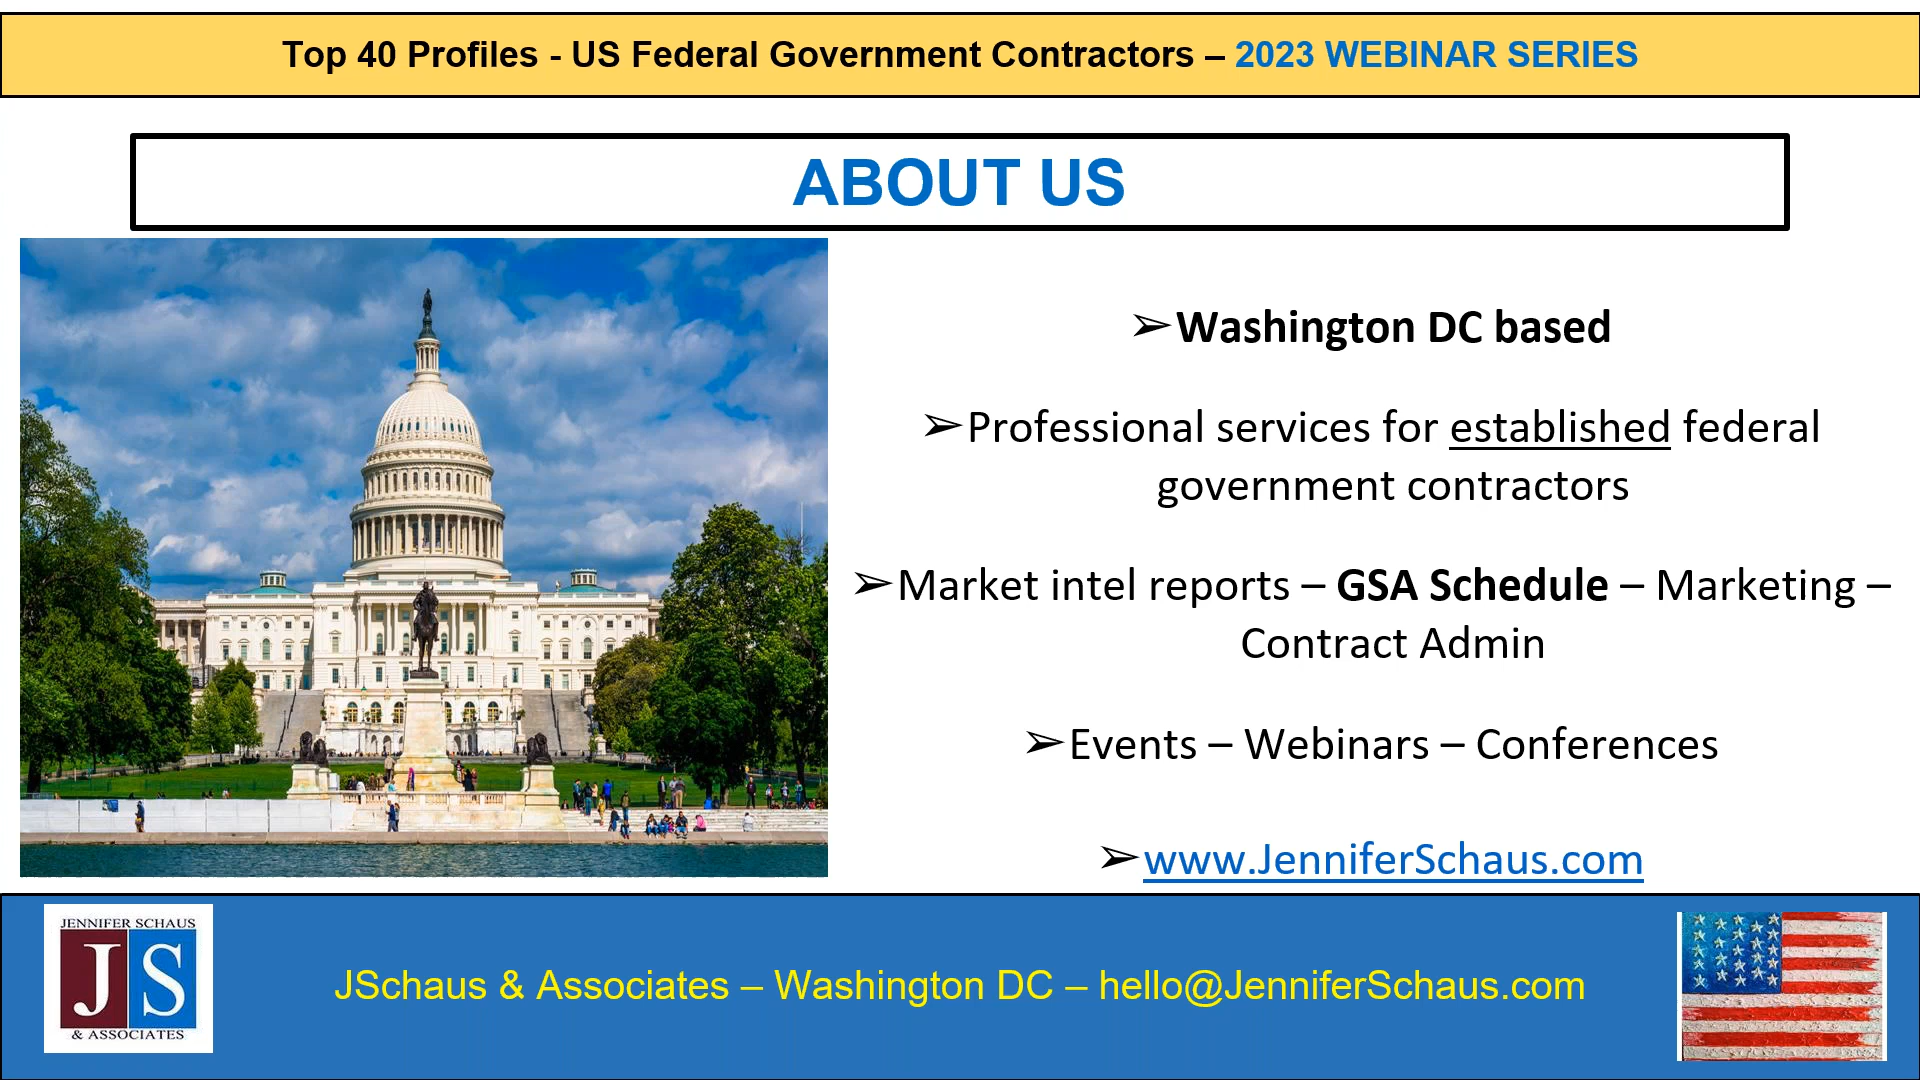 Top 40 Profiles - US Federal Government Contractors – 2023 WEBINAR SERIES
ABOUT US
➢Washington DC based
➢Professional services for established federal
government contractors
➢Market intel reports – GSA Schedule – Marketing –
Contract Admin
➢Events – Webinars – Conferences
➢www.JenniferSchaus.com
JENNIFER SCHAUS
JS
& ASSOCIATES
JSchaus & Associates – Washington DC – hello@JenniferSchaus.com